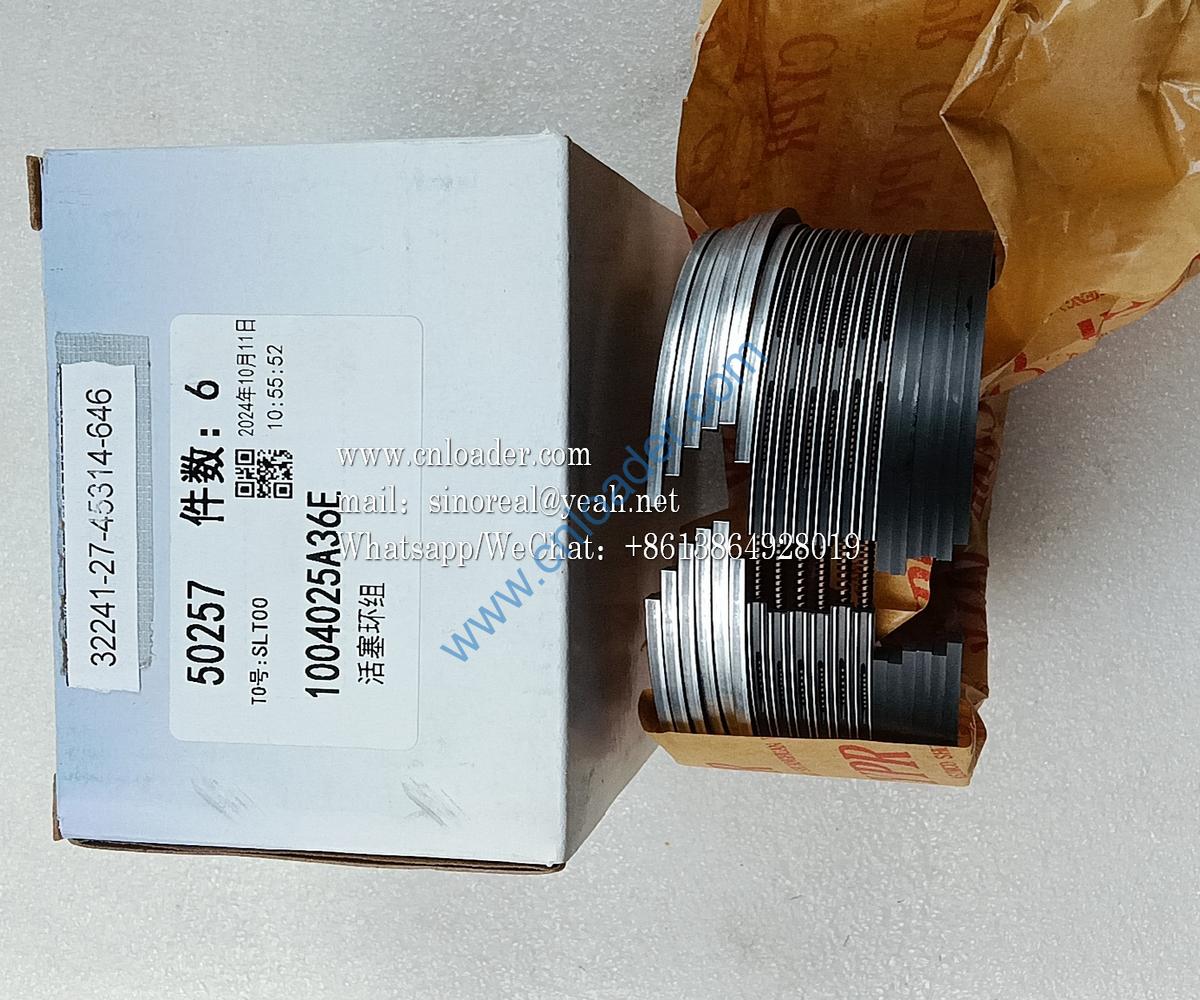 32241-27-45314-646
50257 件数: 6
T0号:SLT00
2024年10月11日
10:55:52
1004025A36E
活塞环组
www.cnloader.com
mail: sinoreal@yeah.net
Whatsapp/WeChat: +8613864928019
www.cnloader.com